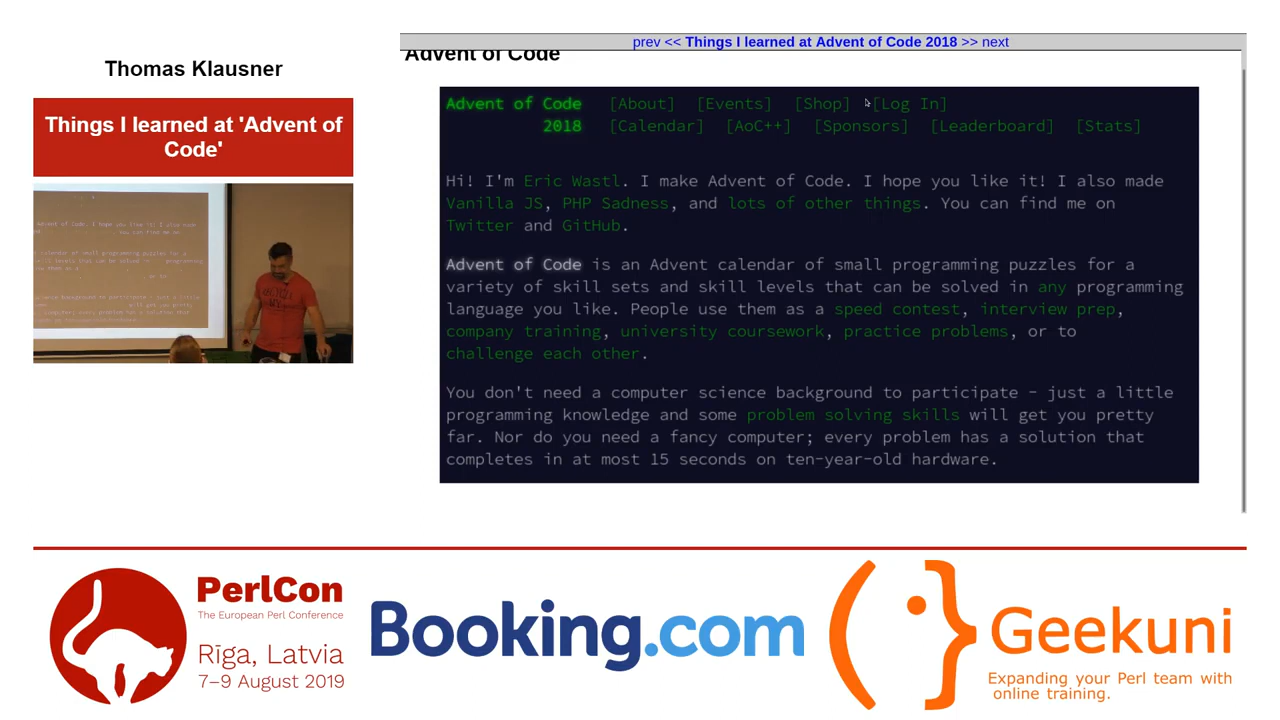 Thomas Klausner
Things I learned at 'Advent of
Code'
prev << Things I learned at Advent of Code 2018 >> next
Advent of Code
Advent of Code [About] [Events] [Shop] [Log In]
2018 [Calendar] [AoC++] [Sponsors] [Leaderboard] [Stats]
Hi! I'm Eric Wastl. I make Advent of Code. I hope you like it! I also made
Vanilla JS, PHP Sadness, and lots of other things. You can find me on
Twitter and GitHub.
Advent of Code is an Advent calendar of small programming puzzles for a
variety of skill sets and skill levels that can be solved in any programming
language you like. People use them as a speed contest, interview prep,
company training, university coursework, practice problems, or to
challenge each other.
You don't need a computer science background to participate - just a little
programming knowledge and some problem solving skills will get you pretty
far. Nor do you need a fancy computer; every problem has a solution that
completes in at most 15 seconds on ten-year-old hardware.
PerlCon
The European Perl Conference
Rīga, Latvia
7–9 August 2019
Booking.com
Geekuni
Expanding your Perl team with
online training.